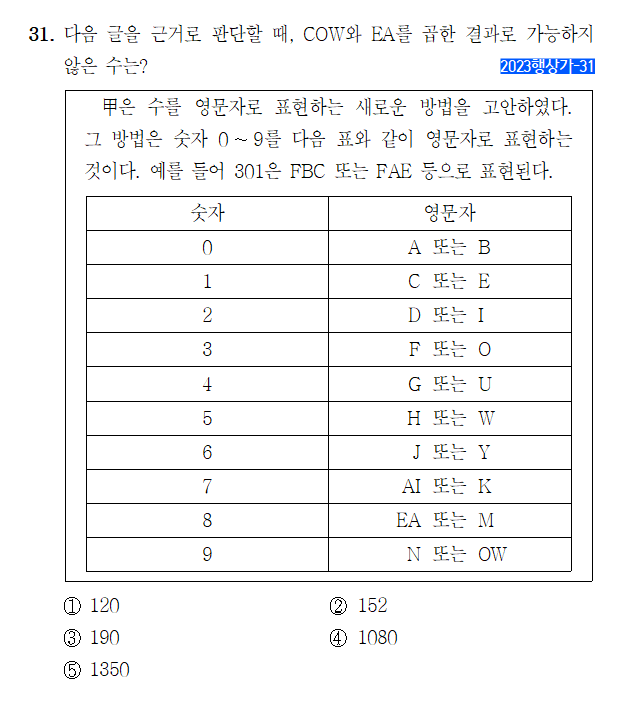 31. 다음 글을 근거로 판단할 때, COW와 EA를 곱한 결과로 가능하지
않은 수는?
2023행상가-31
甲은 수를 영문자로 표현하는 새로운 방법을 고안하였다.
그 방법은 숫자 0～9를 다음 표와 같이 영문자로 표현하는
것이다. 예를 들어 301은 FBC 또는 FAE 등으로 표현된다.
숫자 영문자
0 A 또는 B
1 C 또는 E
2 D 또는 I
3 F 또는 O
4 G 또는 U
5 H 또는 W
6 J 또는 Y
7 AI 또는 K
8 EA 또는 M
9 N 또는 OW
① 120 ② 152
③ 190 ④ 1080
⑤ 1350